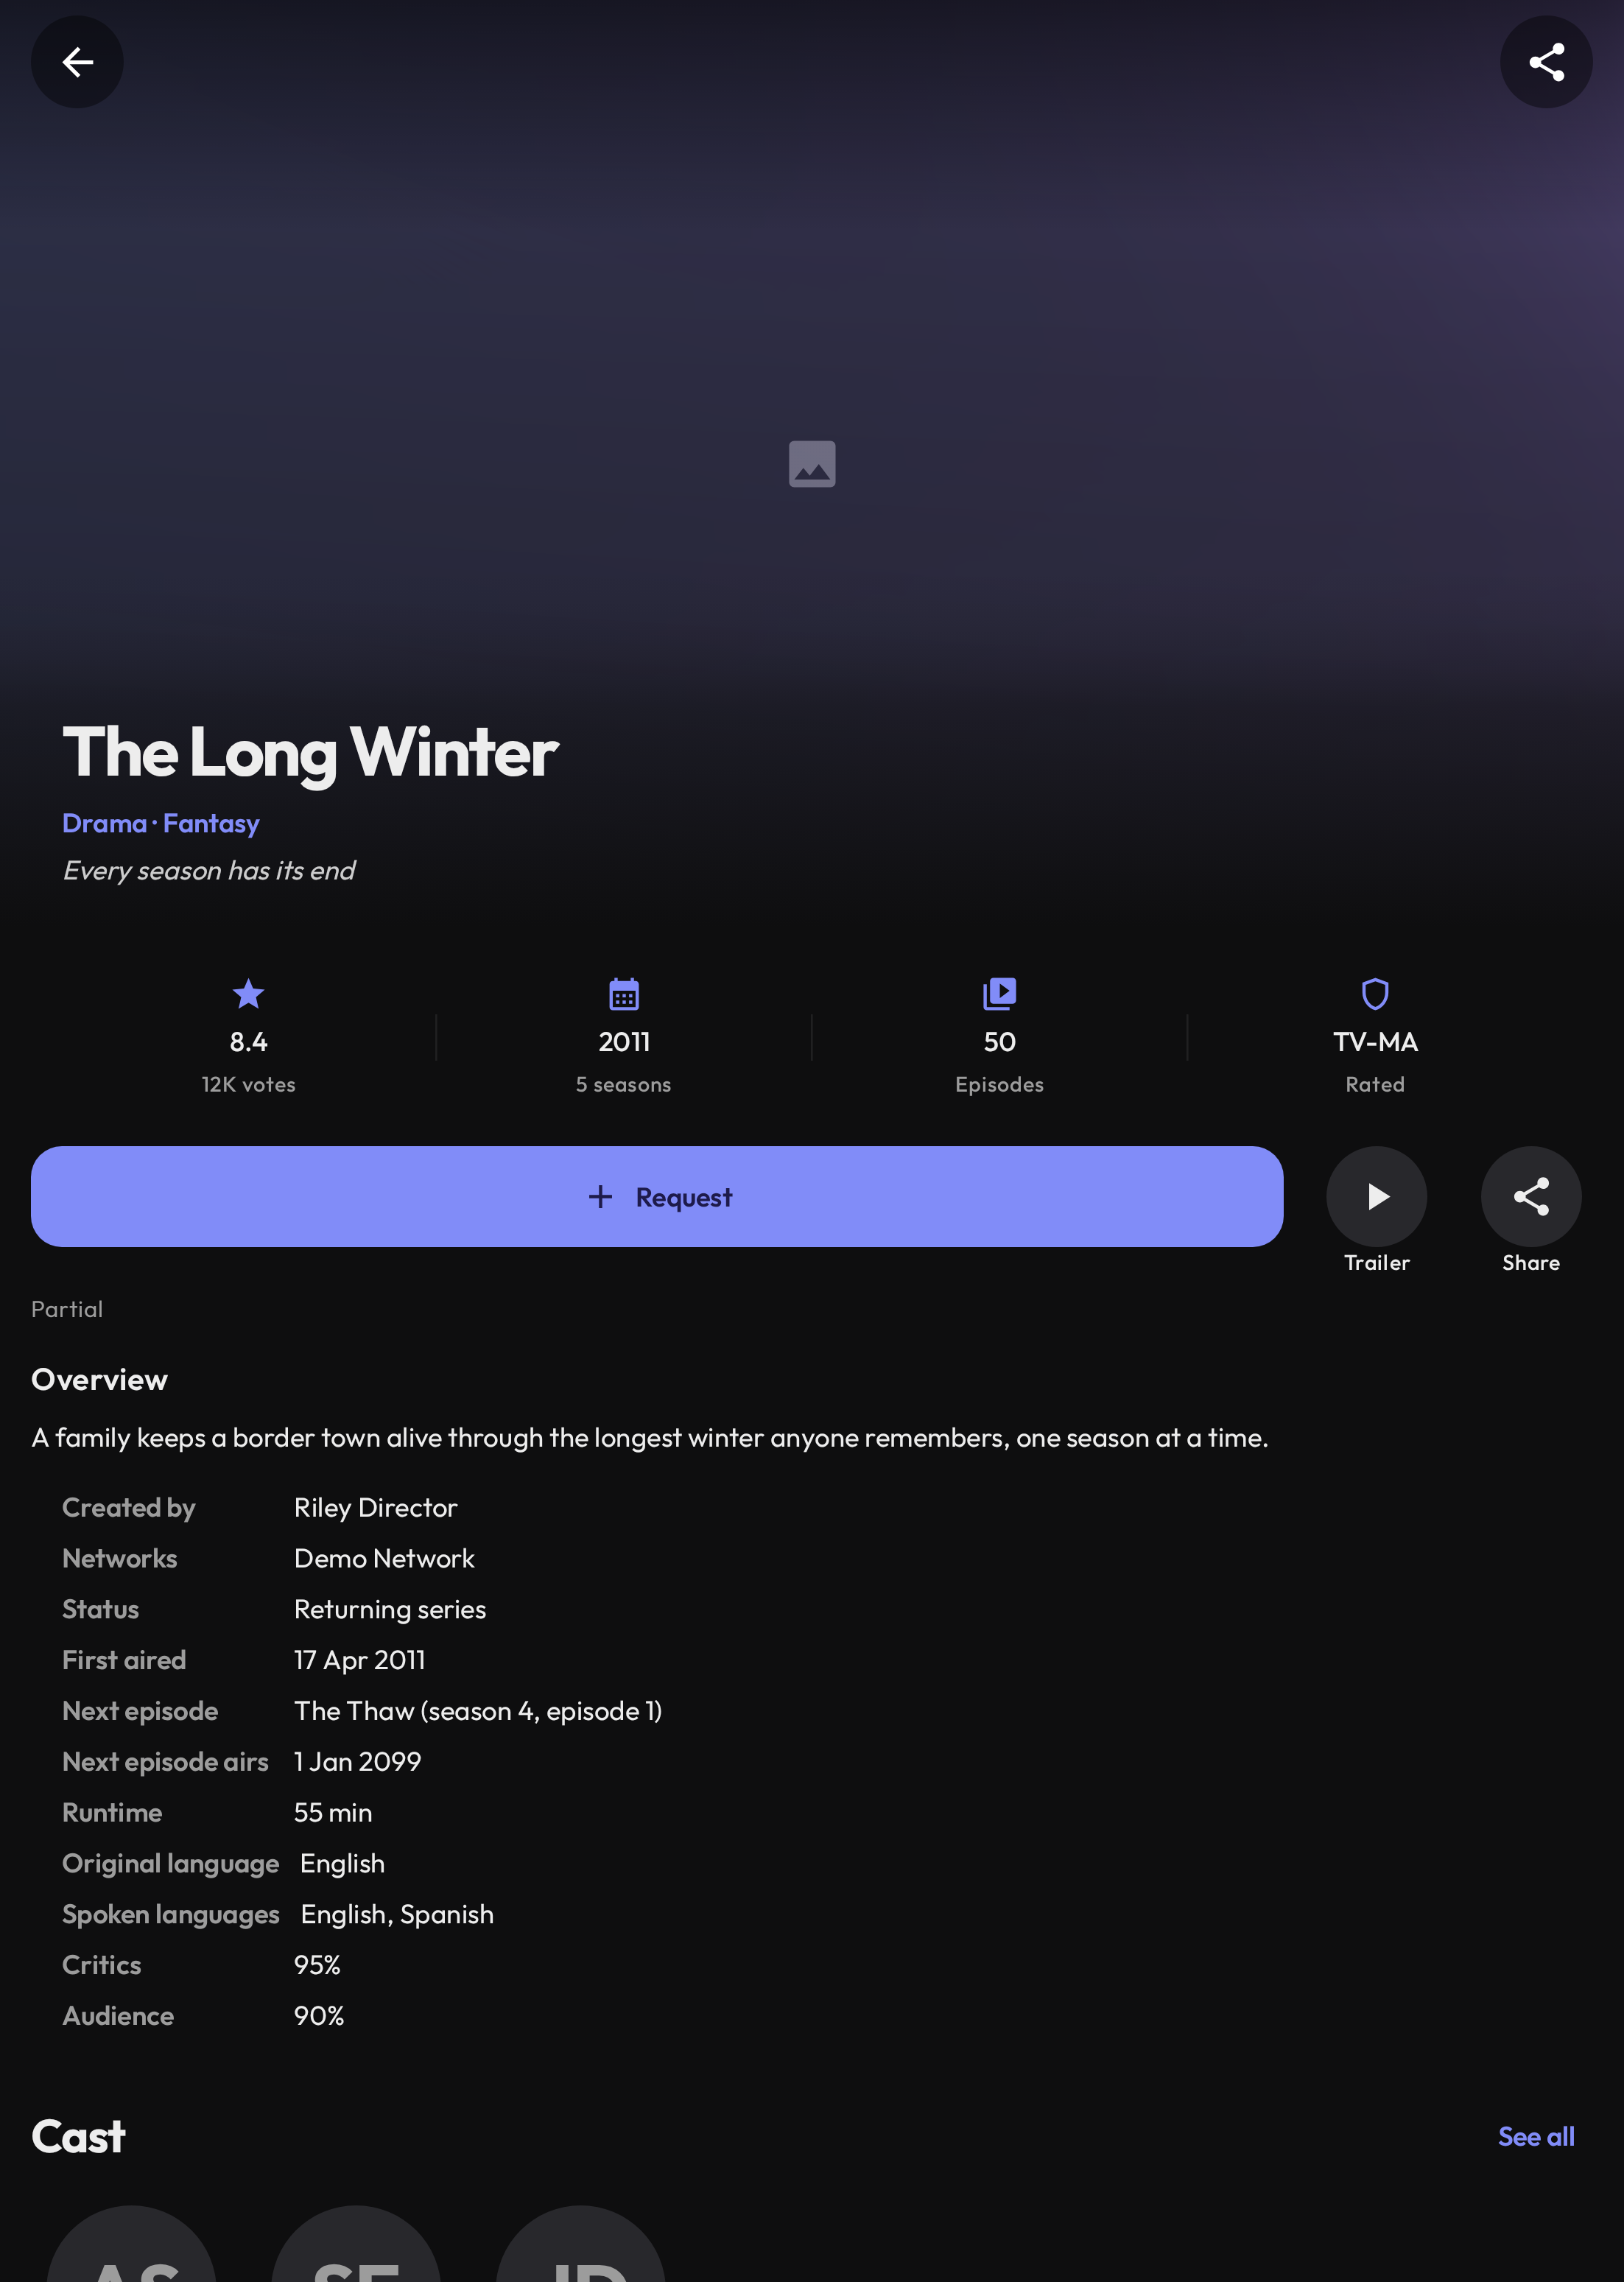 The Long Winter
Drama · Fantasy
Every season has its end
8.4
12K votes
2011
5 seasons
50
Episodes
TV-MA
Rated
Request
Trailer
Share
Partial
Overview
A family keeps a border town alive through the longest winter anyone remembers, one season at a time.
Created by Riley Director
Networks Demo Network
Status Returning series
First aired 17 Apr 2011
Next episode The Thaw (season 4, episode 1)
Next episode airs 1 Jan 2099
Runtime 55 min
Original language English
Spoken languages English, Spanish
Critics 95%
Audience 90%
Cast
See all
AS
SE
JD